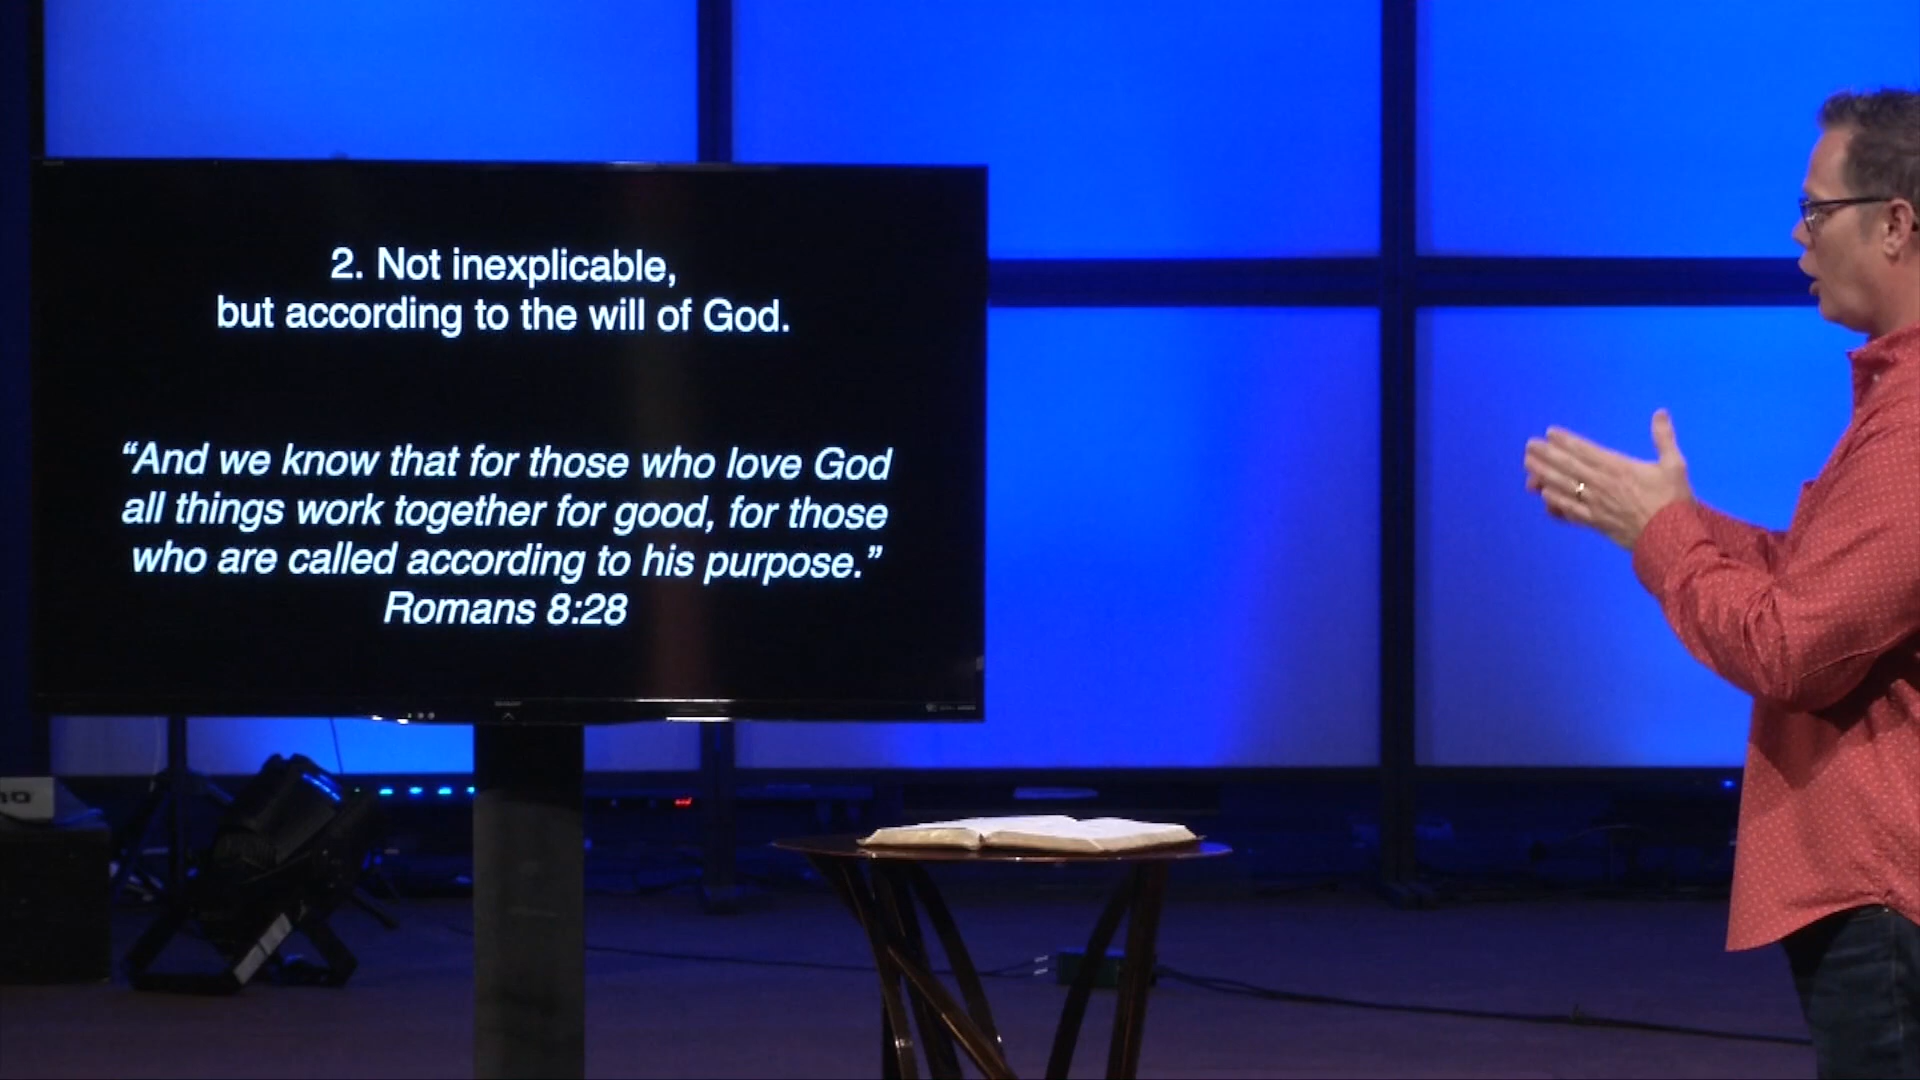 2. Not inexplicable,
but according to the will of God.
“And we know that for those who love God
all things work together for good, for those
who are called according to his purpose.”
Romans 8:28